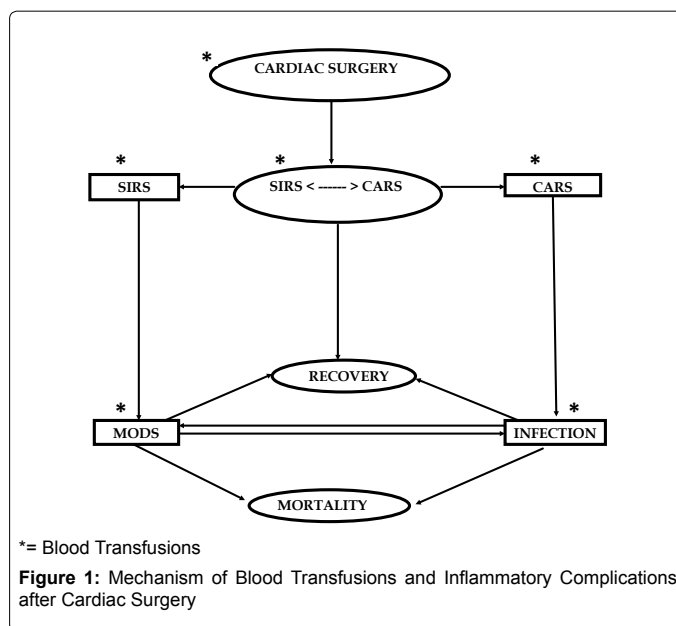 *
CARDIAC SURGERY
* * *
SIRS
SIRS < ------ > CARS
CARS
RECOVERY
* *
MODS
INFECTION
MORTALITY
*= Blood Transfusions
Figure 1: Mechanism of Blood Transfusions and Inflammatory Complications
after Cardiac Surgery